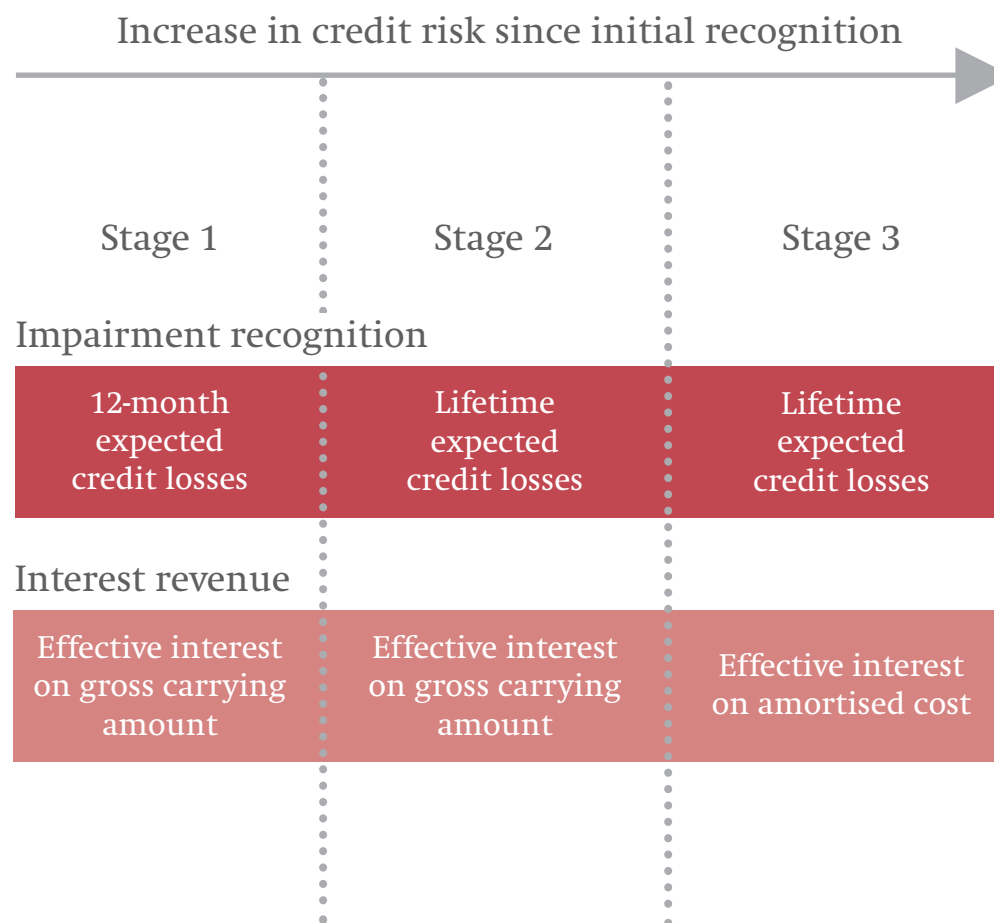 Increase in credit risk since initial recognition
Stage 1
Stage 2
Stage 3
Impairment recognition
12-month
expected
credit losses
Lifetime
expected
credit losses
Lifetime
expected
credit losses
Interest revenue
Effective interest
on gross carrying
amount
Effective interest
on gross carrying
amount
Effective interest
on amortised cost